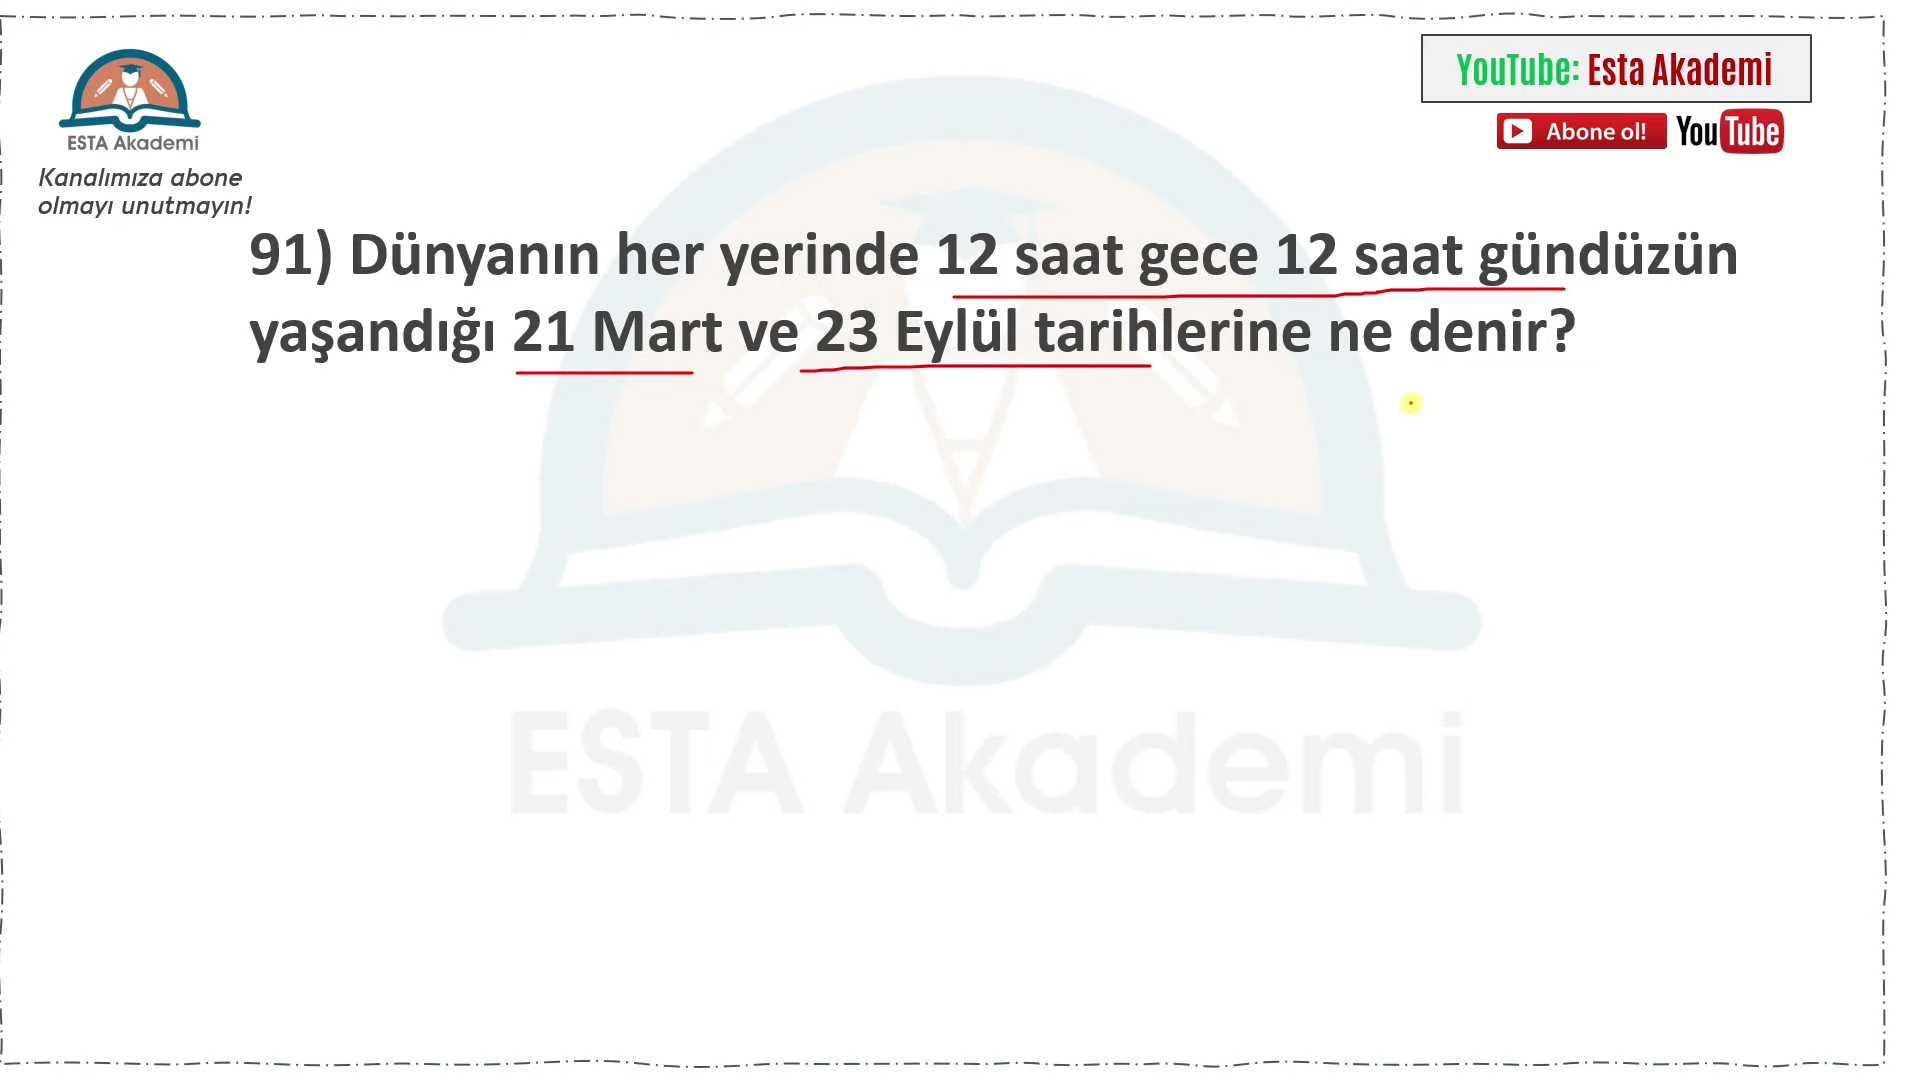 YouTube: Esta Akademi
Abone ol! YouTube
ESTA Akademi
Kanalımıza abone
olmayı unutmayın!
91) Dünyanın her yerinde 12 saat gece 12 saat gündüzün
yaşandığı 21 Mart ve 23 Eylül tarihlerine ne denir?
ESTA Akademi